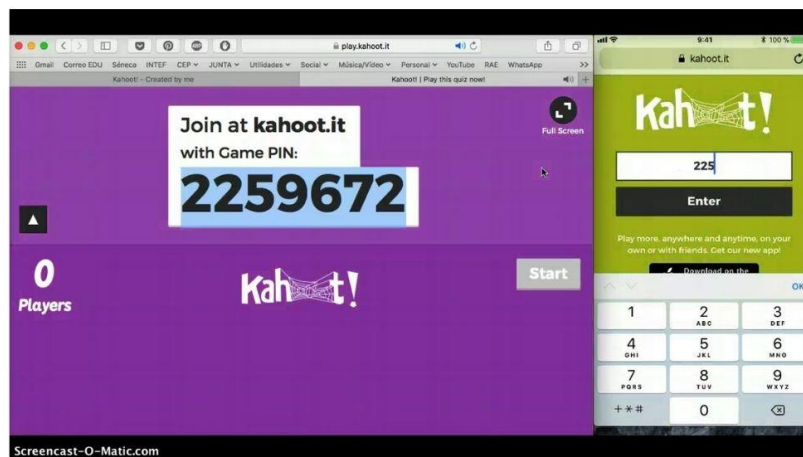 play.kahoot.it
Gmail Correo EDU Séneca INTEF CEP JUNTA Utilidades Social Música/Vídeo Personal YouTube RAE WhatsApp >>
Kahoot! - Created by me
Kahoot! | Play this quiz now!
Join at kahoot.it
with Game PIN:
2259672
Full Screen
0
Players
Kahoot!
Start
9:41
100 %
kahoot.it
Kahoot!
225
Enter
Play more, anywhere and anytime, on your
own or with friends. Get our new app!
Download on the
OK
1 2 3
ABC DEF
4 5 6
GHI JKL MNO
7 8 9
PQRS TUV WXYZ
+*# 0
Screencast-O-Matic.com